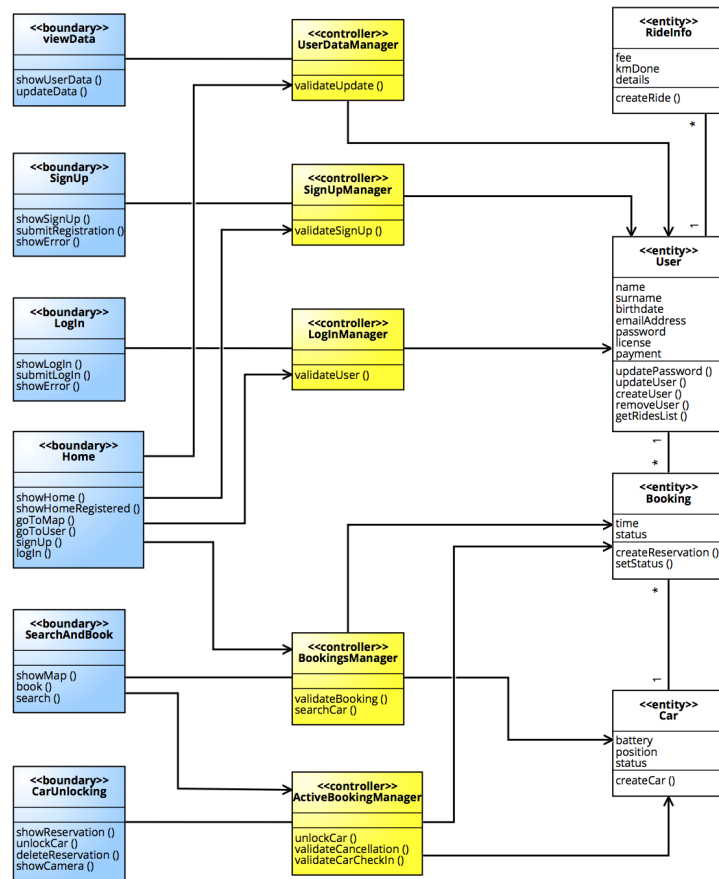 <<boundary>>
viewData
showUserData ()
updateData ()
<<controller>>
UserDataManager
validateUpdate ()
<<entity>>
RideInfo
fee
kmDone
details
createRide ()
*
1
<<boundary>>
SignUp
showSignUp ()
submitRegistration ()
showError ()
<<controller>>
SignUpManager
validateSignUp ()
<<entity>>
User
name
surname
birthdate
emailAddress
password
license
payment
updatePassword ()
updateUser ()
createUser ()
removeUser ()
getRidesList ()
1
*
<<boundary>>
LogIn
showLogIn ()
submitLogIn ()
showError ()
<<controller>>
LogInManager
validateUser ()
<<boundary>>
Home
showHome ()
showHomeRegistered ()
goToMap ()
goToUser ()
signUp ()
logIn ()
<<entity>>
Booking
time
status
createReservation ()
setStatus ()
*
1
<<boundary>>
SearchAndBook
showMap ()
book ()
search ()
<<controller>>
BookingsManager
validateBooking ()
searchCar ()
<<entity>>
Car
battery
position
status
createCar ()
<<boundary>>
CarUnlocking
showReservation ()
unlockCar ()
deleteReservation ()
showCamera ()
<<controller>>
ActiveBookingManager
unlockCar ()
validateCancellation ()
validateCarCheckIn ()